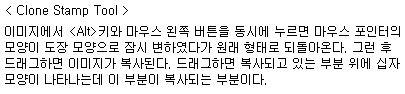 < Clone Stamp Tool >
이미지에서 <Alt>키와 마우스 왼쪽 버튼을 동시에 누르면 마우스 포인터의
모양이 도장 모양으로 잠시 변하였다가 원래 형태로 되돌아온다. 그런 후
드래그하면 이미지가 복사된다. 드래그하면 복사되고 있는 부분 위에 십자
모양이 나타나는데 이 부분이 복사되는 부분이다.